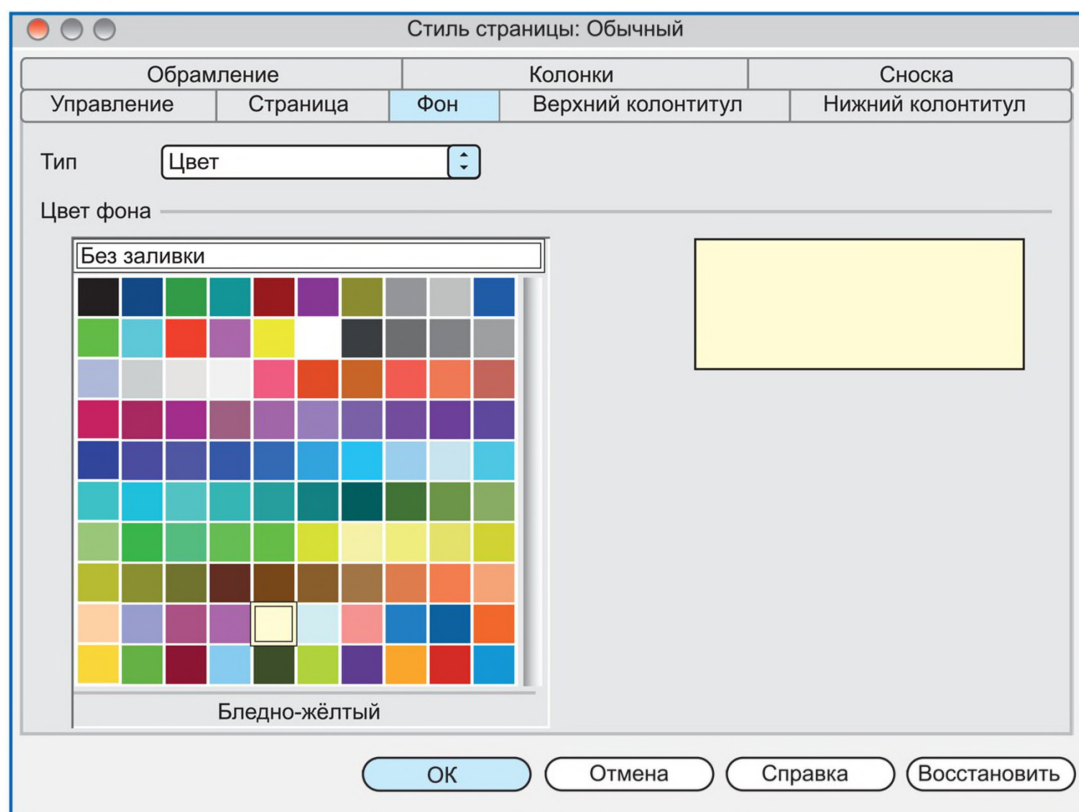 Стиль страницы: Обычный
Обрамление Колонки Сноска
Управление Страница Фон Верхний колонтитул Нижний колонтитул
Тип Цвет
Цвет фона
Без заливки
Бледно-жёлтый
ОК Отмена Справка Восстановить